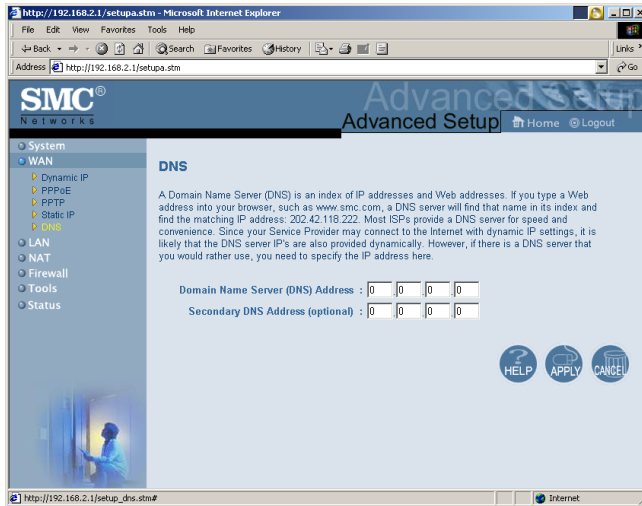 http://192.168.2.1/setupa.stm - Microsoft Internet Explorer
File Edit View Favorites Tools Help
Back Search Favorites History Links »
Address http://192.168.2.1/setupa.stm Go
SMC®
Networks
Advanced Setup
Advanced Setup Home Logout
System
WAN
Dynamic IP
PPPoE
PPTP
Static IP
DNS
LAN
NAT
Firewall
Tools
Status
DNS
A Domain Name Server (DNS) is an index of IP addresses and Web addresses. If you type a Web
address into your browser, such as www.smc.com, a DNS server will find that name in its index and
find the matching IP address: 202.42.118.222. Most ISPs provide a DNS server for speed and
convenience. Since your Service Provider may connect to the Internet with dynamic IP settings, it is
likely that the DNS server IP's are also provided dynamically. However, if there is a DNS server that
you would rather use, you need to specify the IP address here.
Domain Name Server (DNS) Address : 0 .0 .0 .0
Secondary DNS Address (optional) : 0 .0 .0 .0
HELP APPLY CANCEL
http://192.168.2.1/setup_dns.stm# Internet